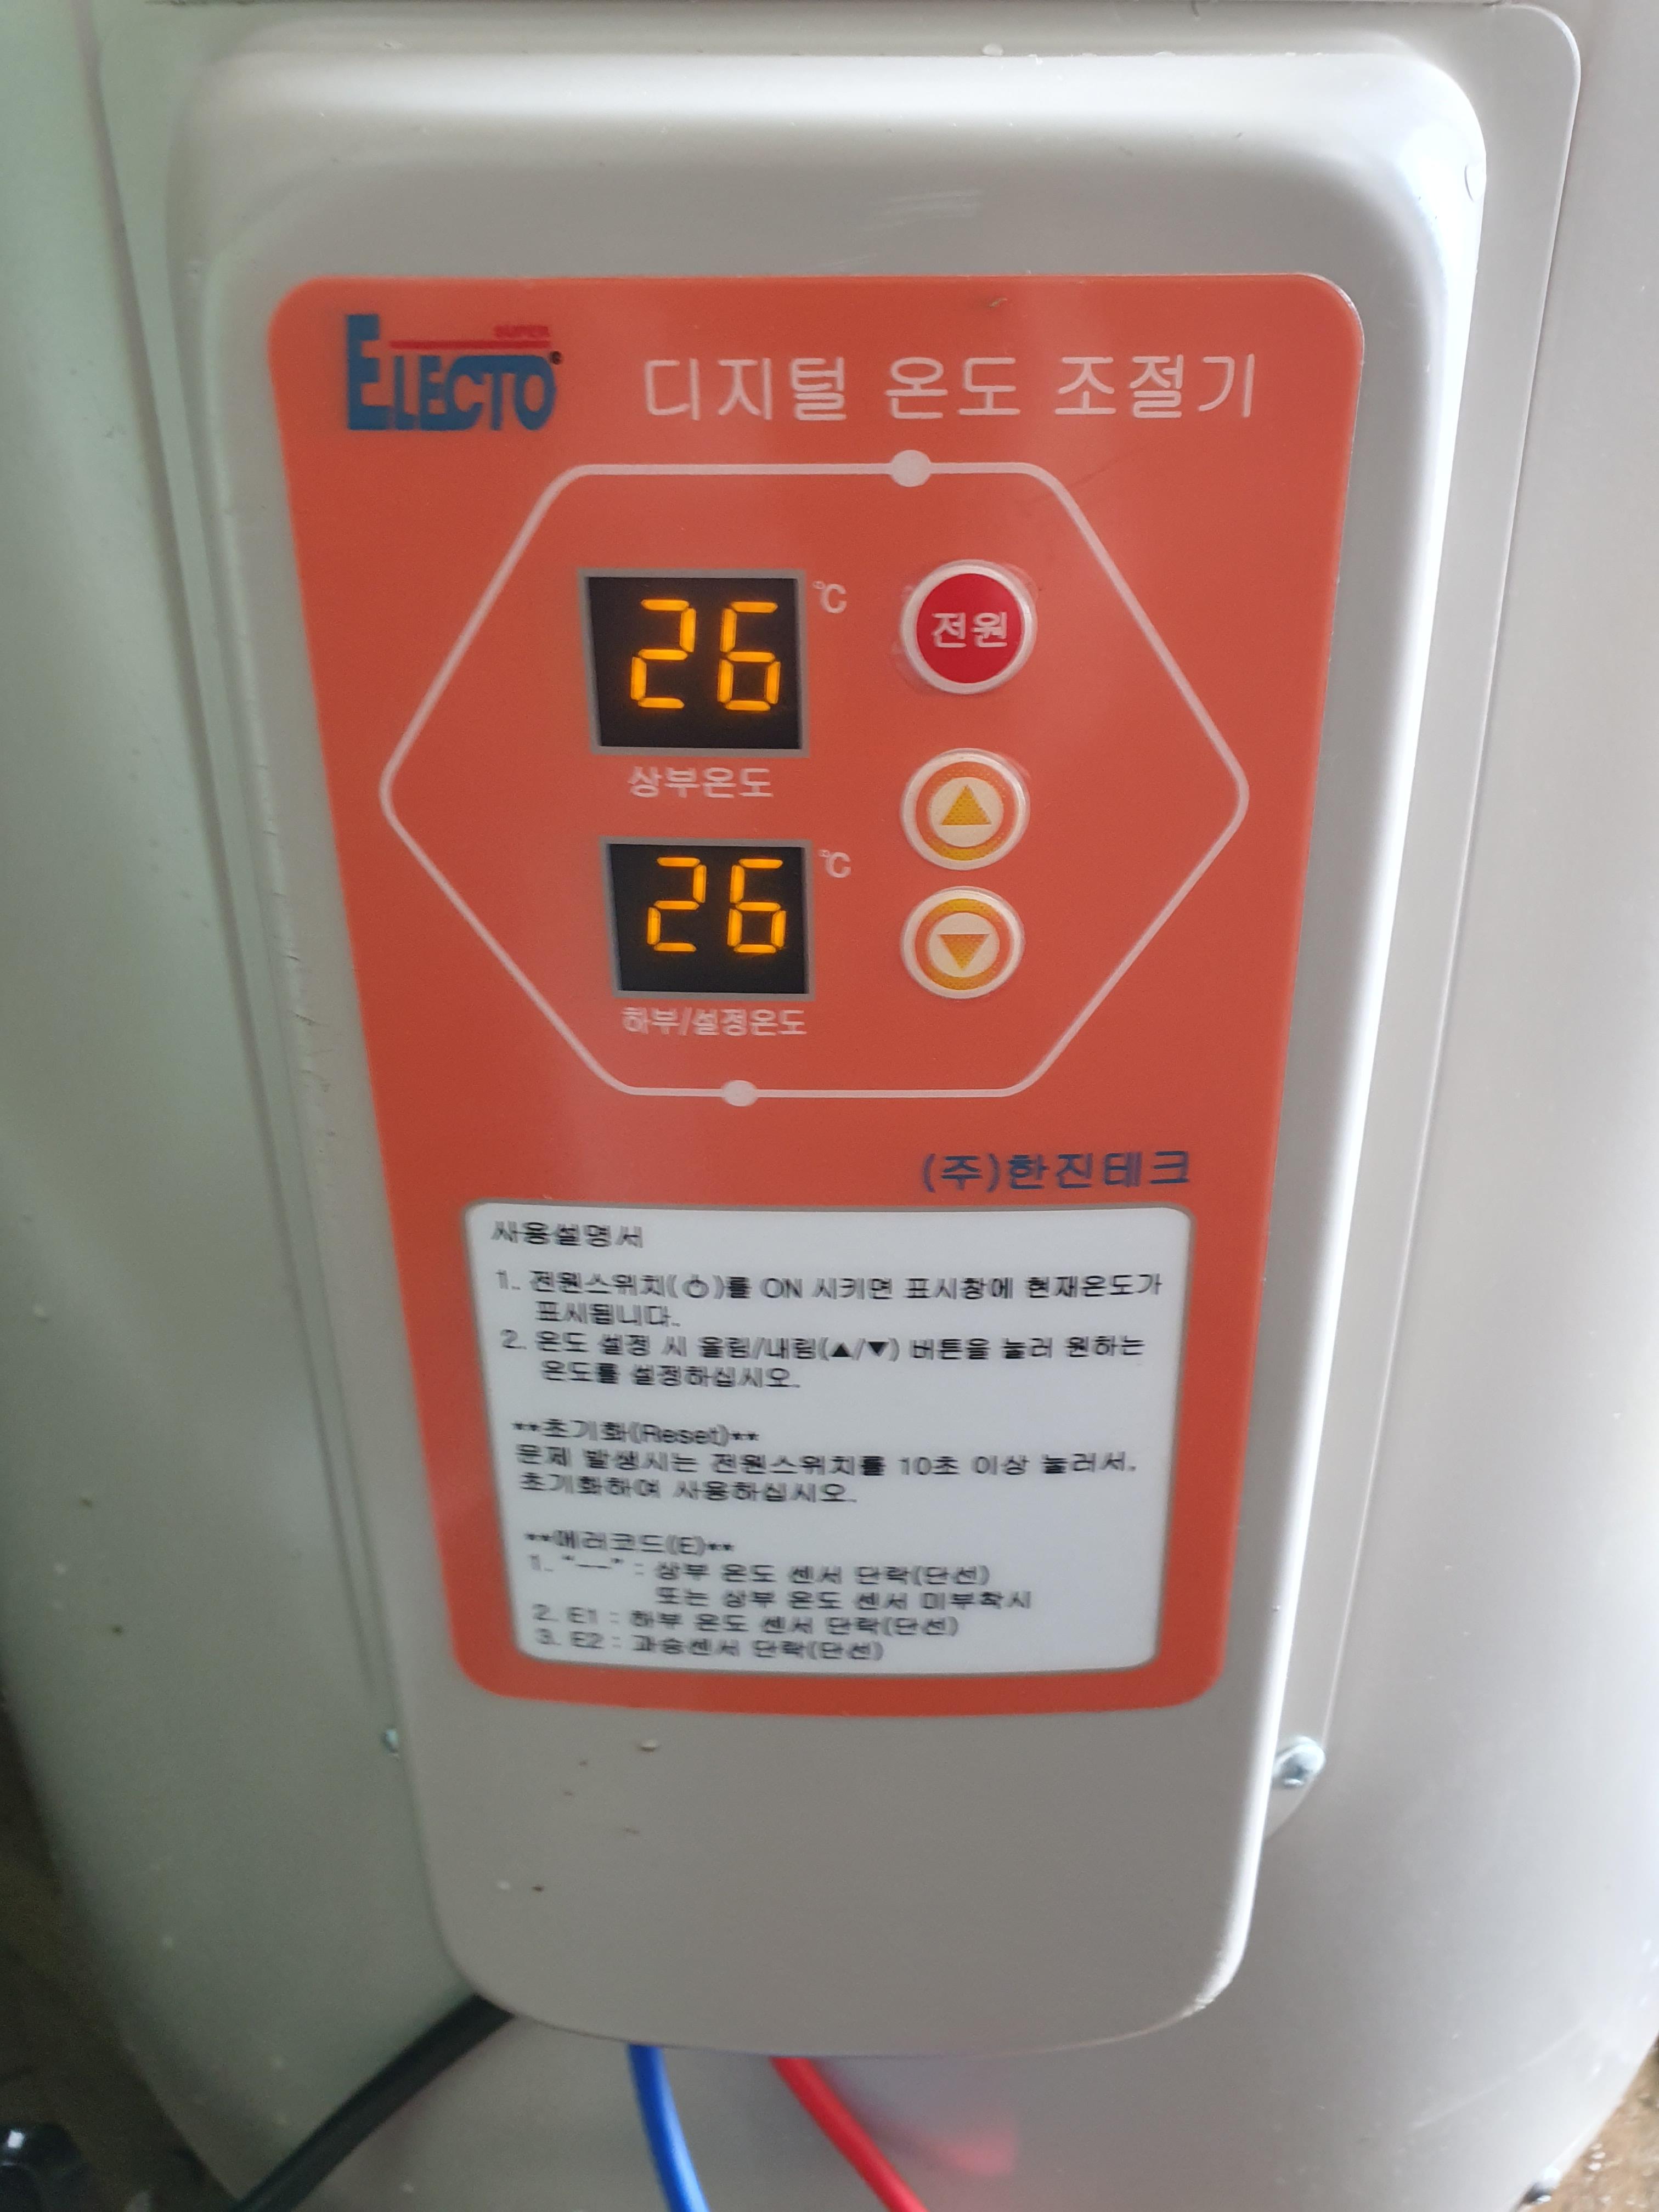 SUPER
ELECTO®
디지털 온도 조절기
26 ℃
전원
상부온도
▲
26 ℃
▼
하부/설정온도
(주)한진테크
사용설명서
1. 전원스위치(⏻)를 ON 시키면 표시창에 현재온도가
표시됩니다.
2. 온도 설정 시 올림/내림(▲/▼) 버튼을 눌러 원하는
온도를 설정하십시오.
**초기화(Reset)**
문제 발생시는 전원스위치를 10초 이상 눌러서,
초기화하여 사용하십시오.
**에러코드(E)**
1. "--" : 상부 온도 센서 단락(단선)
또는 상부 온도 센서 미부착시
2. E1 : 하부 온도 센서 단락(단선)
3. E2 : 과승센서 단락(단선)